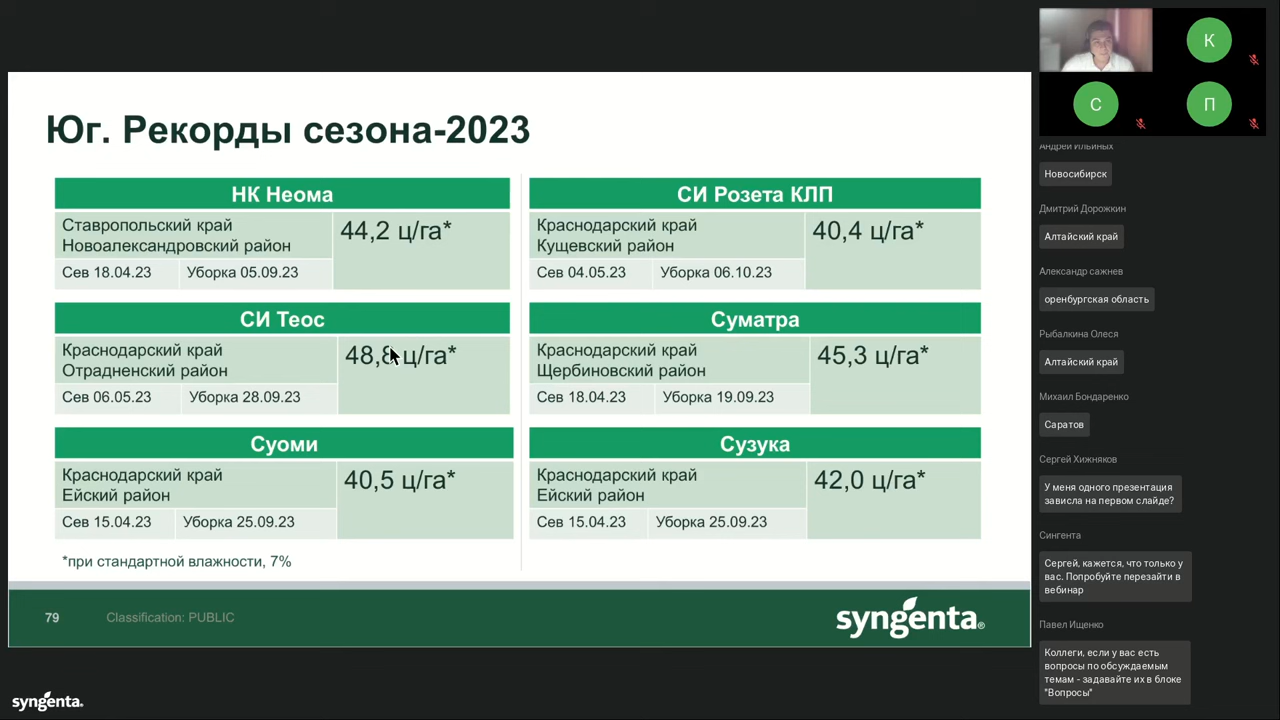 Юг. Рекорды сезона-2023
НК Неома
Ставропольский край
Новоалександровский район
44,2 ц/га*
Сев 18.04.23
Уборка 05.09.23
СИ Розета КЛП
Краснодарский край
Кущевский район
40,4 ц/га*
Сев 04.05.23
Уборка 06.10.23
СИ Теос
Краснодарский край
Отрадненский район
48,8 ц/га*
Сев 06.05.23
Уборка 28.09.23
Суматра
Краснодарский край
Щербиновский район
45,3 ц/га*
Сев 18.04.23
Уборка 19.09.23
Суоми
Краснодарский край
Ейский район
40,5 ц/га*
Сев 15.04.23
Уборка 25.09.23
Сузука
Краснодарский край
Ейский район
42,0 ц/га*
Сев 15.04.23
Уборка 25.09.23
*при стандартной влажности, 7%
79
Classification: PUBLIC
syngenta®
syngenta®
К
С
П
Андрей Ильиных
Новосибирск
Дмитрий Дорожкин
Алтайский край
Александр сажнев
оренбургская область
Рыбалкина Олеся
Алтайский край
Михаил Бондаренко
Саратов
Сергей Хижняков
У меня одного презентация
зависла на первом слайде?
Сингента
Сергей, кажется, что только у
вас. Попробуйте перезайти в
вебинар
Павел Ищенко
Коллеги, если у вас есть
вопросы по обсуждаемым
темам - задавайте их в блоке
"Вопросы"